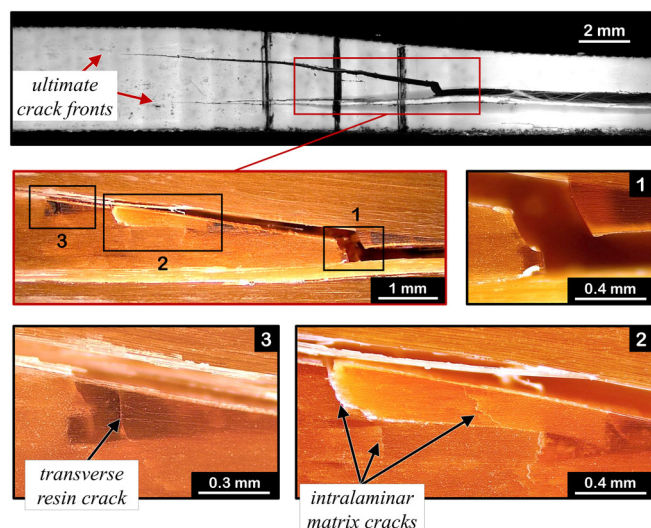 2 mm
ultimate
crack fronts
1
3
2
1 mm
1
0.4 mm
3
transverse
resin crack
0.3 mm
2
intralaminar
matrix cracks
0.4 mm